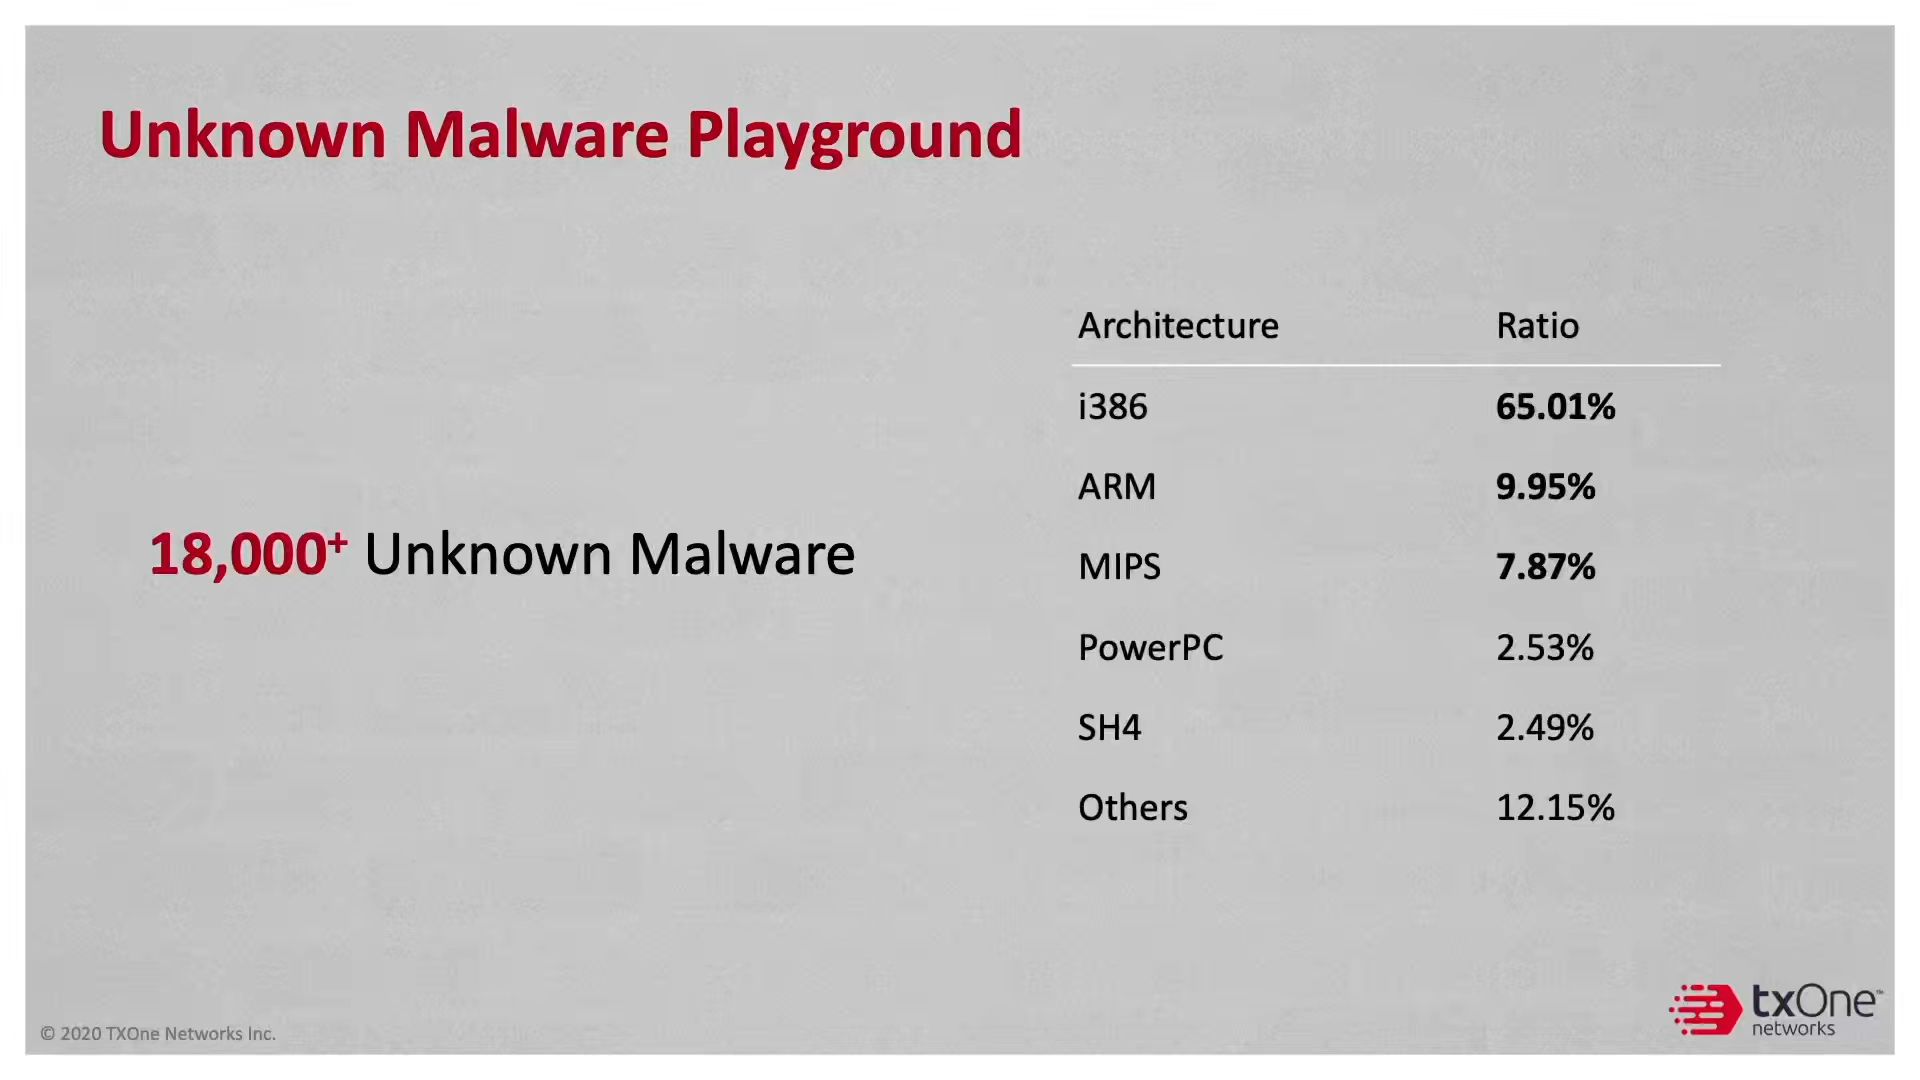 Unknown Malware Playground
18,000+ Unknown Malware
Architecture Ratio
i386 65.01%
ARM 9.95%
MIPS 7.87%
PowerPC 2.53%
SH4 2.49%
Others 12.15%
© 2020 TXOne Networks Inc.
txOne™
networks